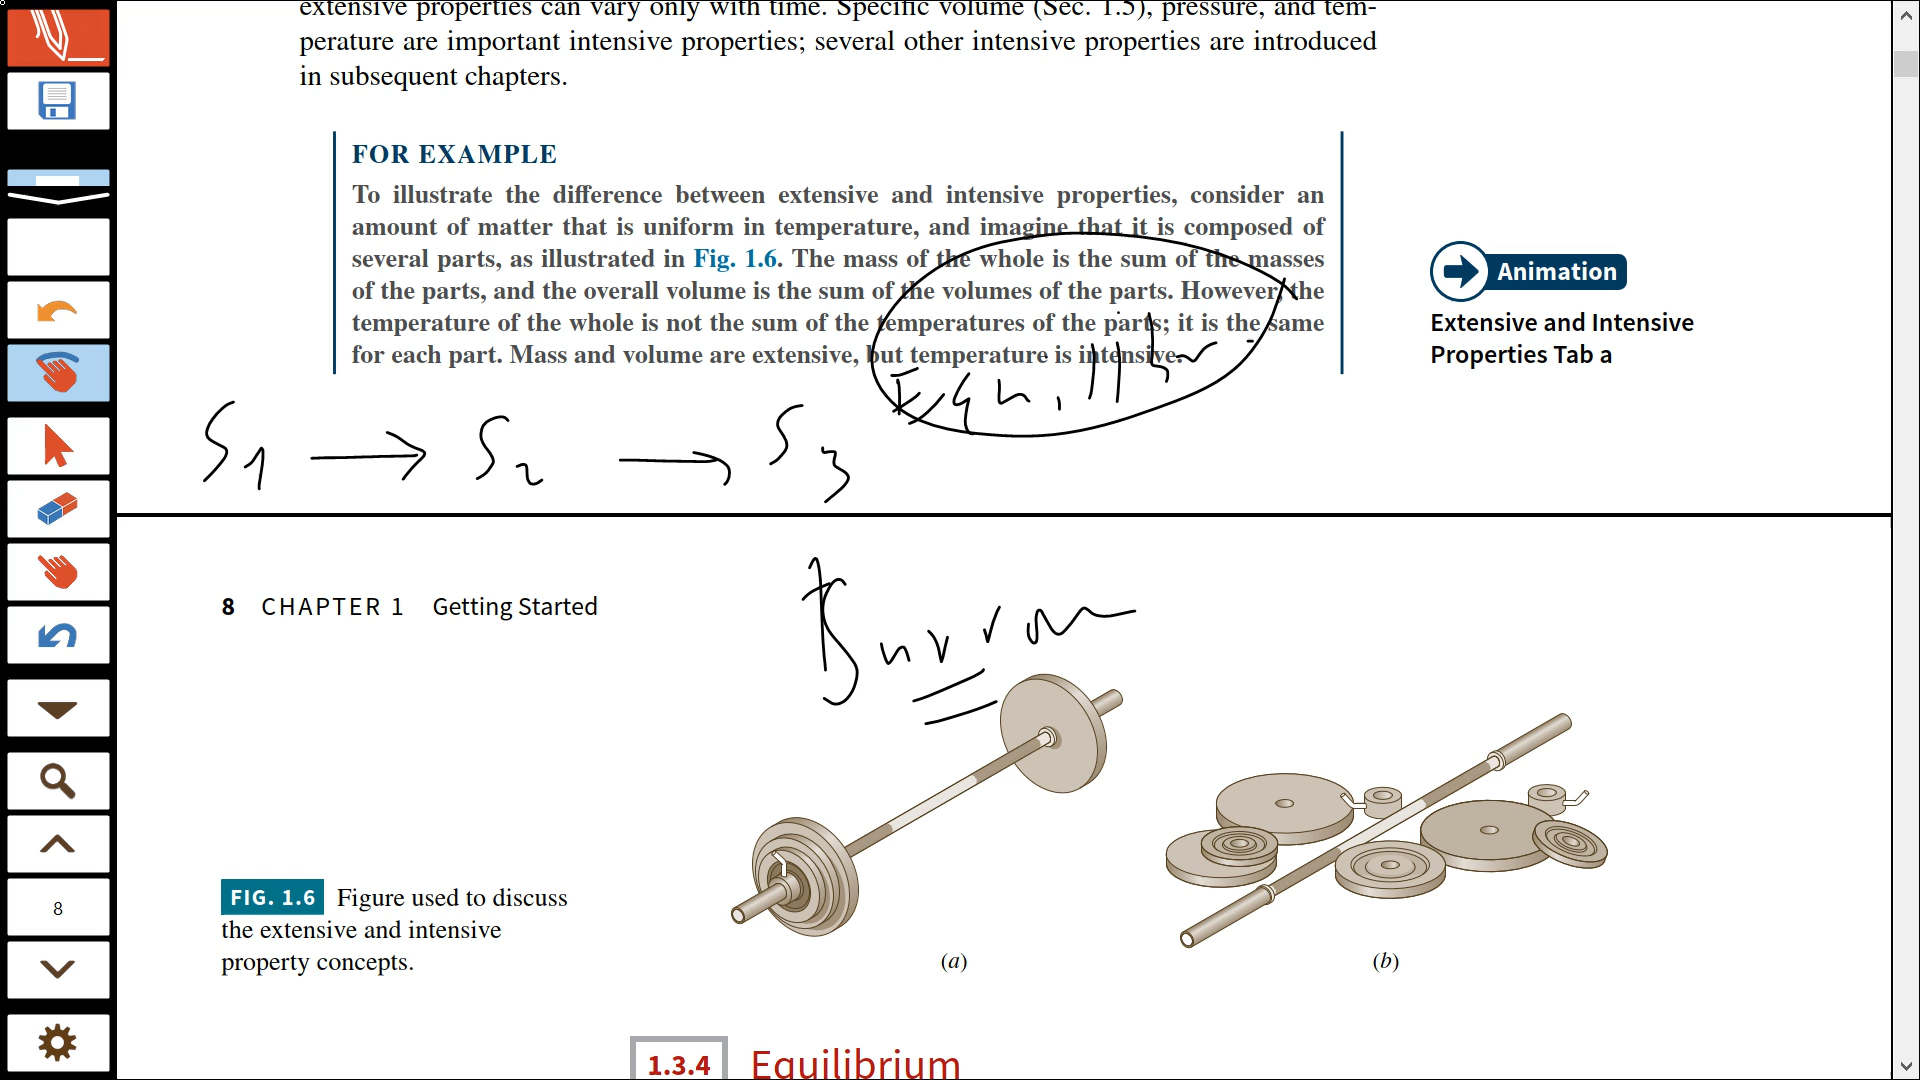 extensive properties can vary only with time. Specific volume (Sec. 1.5), pressure, and tem-
perature are important intensive properties; several other intensive properties are introduced
in subsequent chapters.
FOR EXAMPLE
To illustrate the difference between extensive and intensive properties, consider an
amount of matter that is uniform in temperature, and imagine that it is composed of
several parts, as illustrated in Fig. 1.6. The mass of the whole is the sum of the masses
of the parts, and the overall volume is the sum of the volumes of the parts. However, the
temperature of the whole is not the sum of the temperatures of the parts; it is the same
for each part. Mass and volume are extensive, but temperature is intensive.
Animation
Extensive and Intensive
Properties Tab a
S1 → S2 → S3
8 CHAPTER 1 Getting Started
FIG. 1.6 Figure used to discuss
the extensive and intensive
property concepts.
(a)
(b)
1.3.4 Equilibrium
8